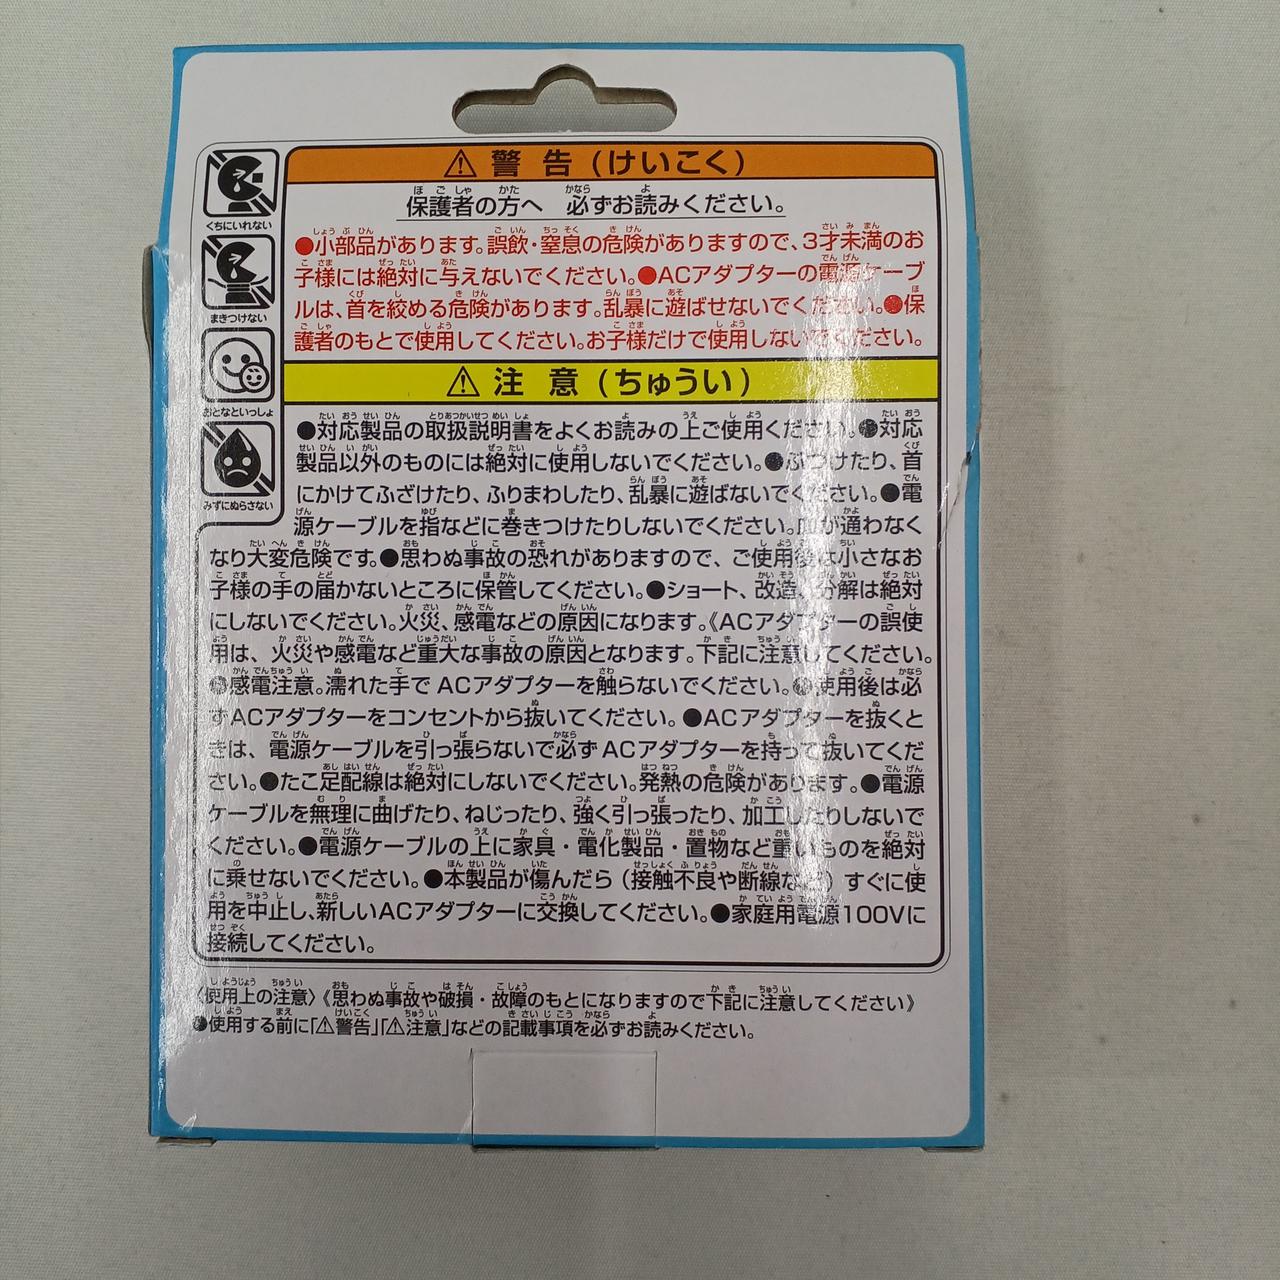 くちにいれない
まきつけない
おとなといっしょ
みずにぬらさない
⚠ 警告(けいこく)
保護者の方へ 必ずお読みください。
●小部品があります。誤飲・窒息の危険がありますので、3才未満のお
子様には絶対に与えないでください。●ACアダプターの電源ケーブ
ルは、首を絞める危険があります。乱暴に遊ばせないでください。●保
護者のもとで使用してください。お子様だけで使用しないでください。
⚠ 注意(ちゅうい)
●対応製品の取扱説明書をよくお読みの上ご使用ください。●対応
製品以外のものには絶対に使用しないでください。●ぶつけたり、首
にかけてふざけたり、ふりまわしたり、乱暴に遊ばないでください。●電
源ケーブルを指などに巻きつけたりしないでください。血が通わなく
なり大変危険です。●思わぬ事故の恐れがありますので、ご使用後は小さなお
子様の手の届かないところに保管してください。●ショート、改造、分解は絶対
にしないでください。火災、感電などの原因になります。《ACアダプターの誤使
用は、火災や感電など重大な事故の原因となります。下記に注意してください。
●感電注意。濡れた手でACアダプターを触らないでください。●使用後は必
ずACアダプターをコンセントから抜いてください。●ACアダプターを抜くと
きは、電源ケーブルを引っ張らないで必ずACアダプターを持って抜いてくだ
さい。●たこ足配線は絶対にしないでください。発熱の危険があります。●電源
ケーブルを無理に曲げたり、ねじったり、強く引っ張ったり、加工したりしないで
ください。●電源ケーブルの上に家具・電化製品・置物など重いものを絶対
に乗せないでください。●本製品が傷んだら(接触不良や断線など)すぐに使
用を中止し、新しいACアダプターに交換してください。●家庭用電源100Vに
接続してください。
〈使用上の注意〉《思わぬ事故や破損・故障のもとになりますので下記に注意してください》
●使用する前に「⚠警告」「⚠注意」などの記載事項を必ずお読みください。